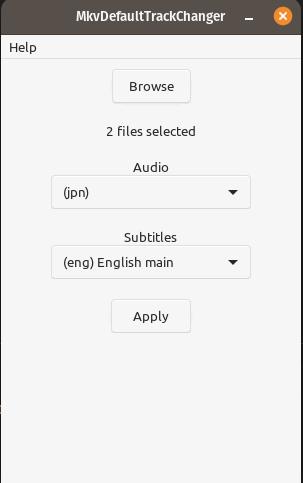 MkvDefaultTrackChanger
Help
Browse
2 files selected
Audio
(jpn)
Subtitles
(eng) English main
Apply